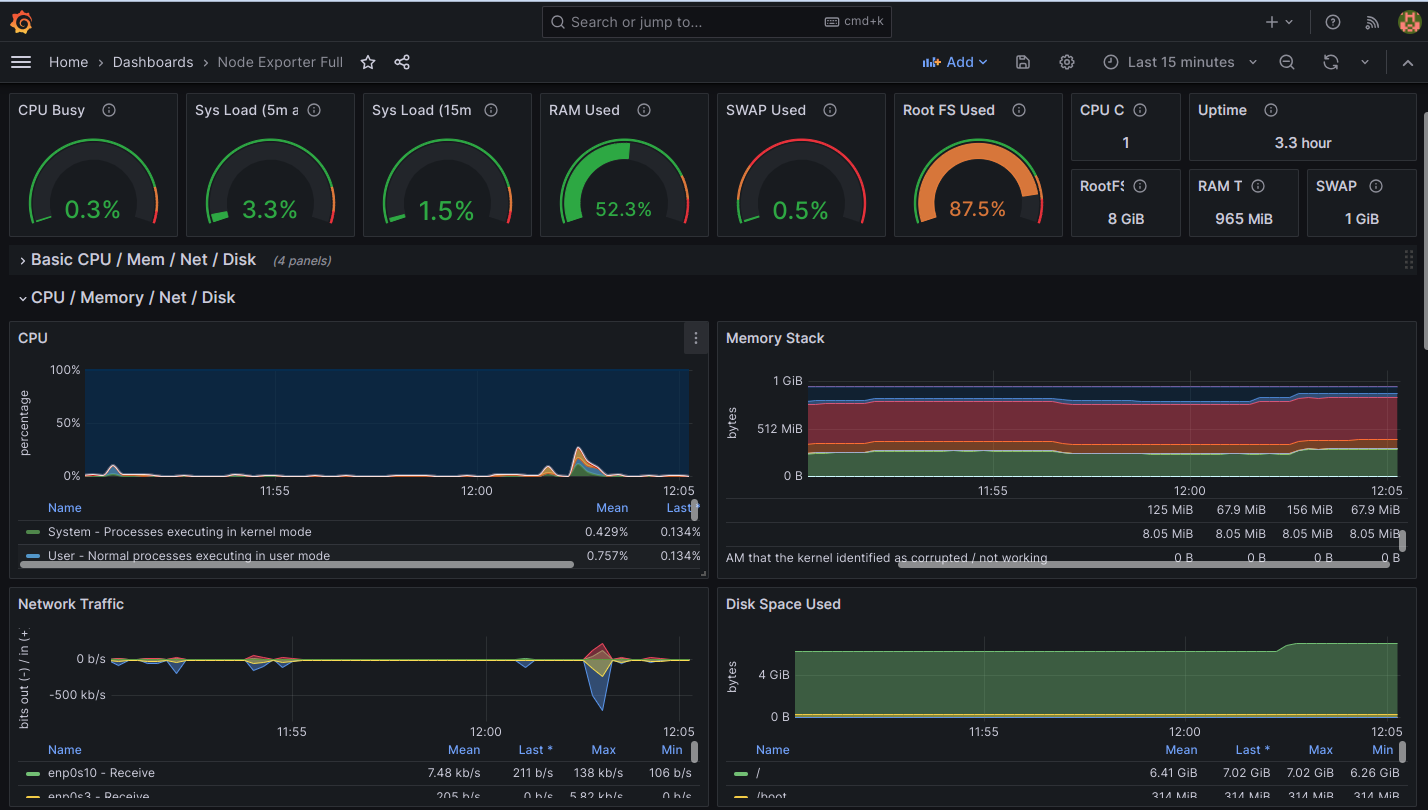 Search or jump to...
cmd+k
Home › Dashboards › Node Exporter Full
Add
Last 15 minutes
CPU Busy
0.3%
Sys Load (5m a
3.3%
Sys Load (15m
1.5%
RAM Used
52.3%
SWAP Used
0.5%
Root FS Used
87.5%
CPU C
1
Uptime
3.3 hour
RootFS
8 GiB
RAM T
965 MiB
SWAP
1 GiB
Basic CPU / Mem / Net / Disk (4 panels)
CPU / Memory / Net / Disk
CPU
percentage
100%
50%
0%
11:55 12:00 12:05
Name Mean Last *
System - Processes executing in kernel mode 0.429% 0.134%
User - Normal processes executing in user mode 0.757% 0.134%
Memory Stack
bytes
1 GiB
512 MiB
0 B
11:55 12:00 12:05
125 MiB 67.9 MiB 156 MiB 67.9 MiB
8.05 MiB 8.05 MiB 8.05 MiB 8.05 MiB
AM that the kernel identified as corrupted / not working 0 B 0 B 0 B 0 B
Network Traffic
bits out (-) / in (+
0 b/s
-500 kb/s
11:55 12:00 12:05
Name Mean Last * Max Min
enp0s10 - Receive 7.48 kb/s 211 b/s 138 kb/s 106 b/s
enp0s3 - Receive 205 b/s 0 b/s 5.82 kb/s 0 b/s
Disk Space Used
bytes
4 GiB
0 B
11:55 12:00 12:05
Name Mean Last * Max Min
/ 6.41 GiB 7.02 GiB 7.02 GiB 6.26 GiB
/boot 314 MiB 314 MiB 314 MiB 314 MiB